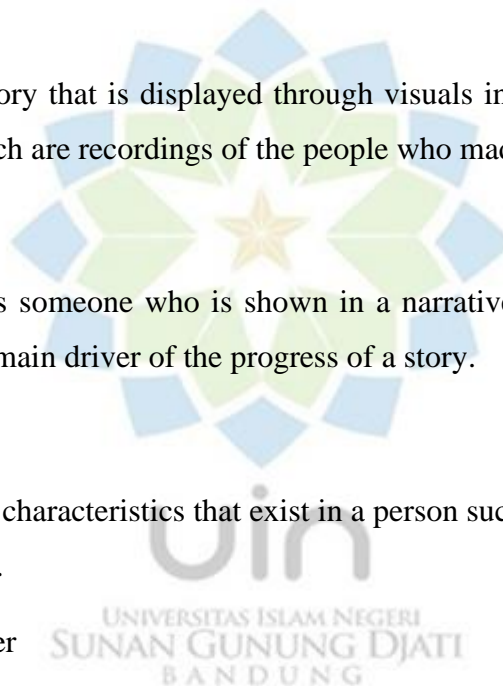 ory that is displayed through visuals in
ch are recordings of the people who mad
s someone who is shown in a narrative
main driver of the progress of a story.
characteristics that exist in a person suc
.
uin
UNIVERSITAS ISLAM NEGERI
er SUNAN GUNUNG DJATI
BANDUNG